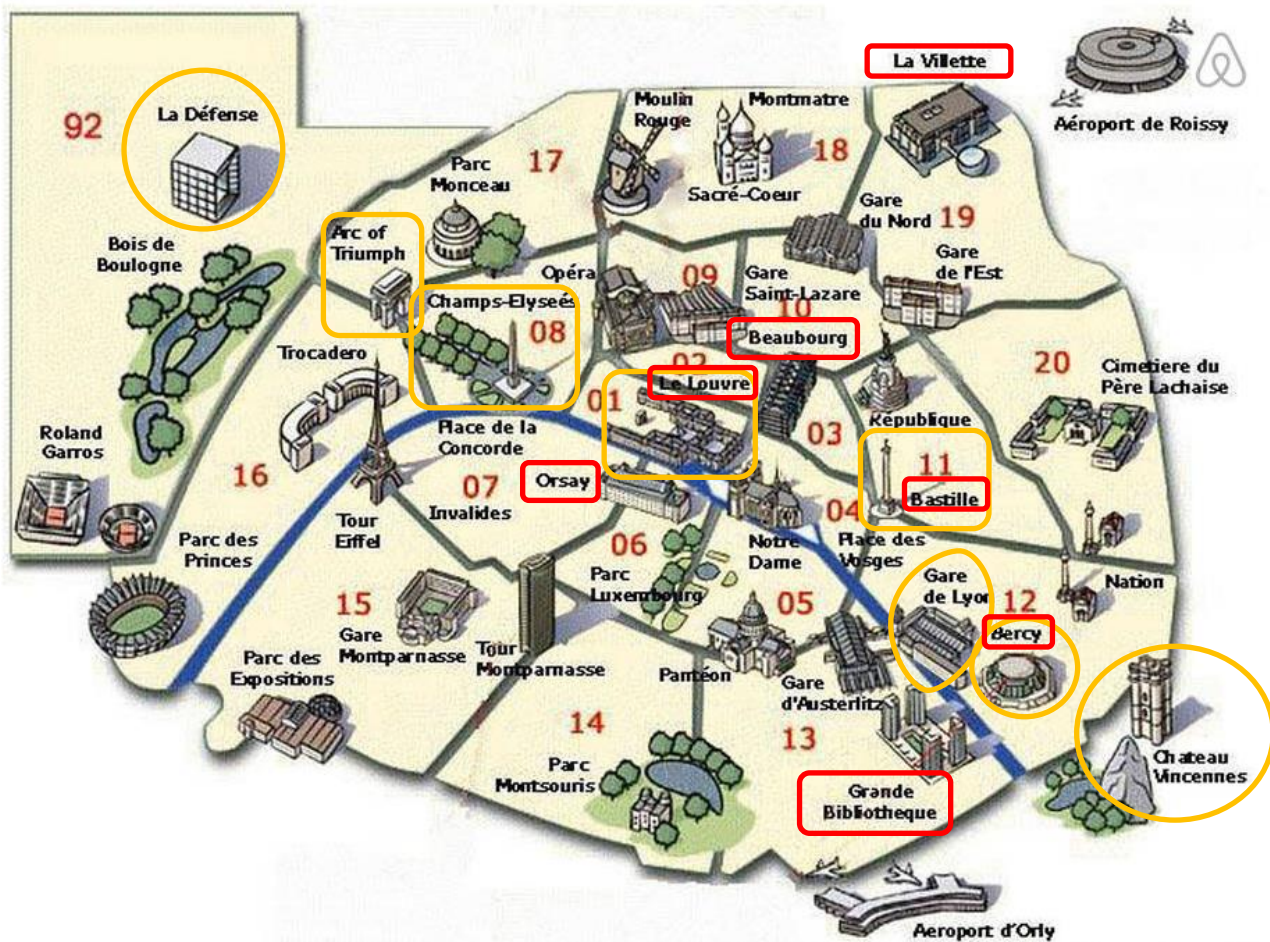 La Villette
Aéroport de Roissy
92
La Défense
Moulin
Rouge
Montmatre
18
17
Parc
Monceau
Sacré-Coeur
Gare
du Nord
19
Gare
de l'Est
Bois de
Boulogne
Arc of
Triumph
Opéra
09
Gare
Saint-Lazare
10
Champs-Elyseés
08
Beaubourg
02
Trocadero
Le Louvre
01
20
Cimetiere du
Père Lachaise
République
03
Place de la
Concorde
Roland
Garros
16
07
Invalides
Orsay
11
Bastille
04
Place des
Vosges
Tour
Eiffel
Notre
Dame
06
Parc
Luxembourg
Parc des
Princes
Gare
de Lyon
12
Nation
Bercy
15
Gare
Montparnasse
Tour
Montparnasse
05
Pantéon
Gare
d'Austerlitz
Parc des
Expositions
14
13
Parc
Montsouris
Chateau
Vincennes
Grande
Bibliotheque
Aeroport d'Orly